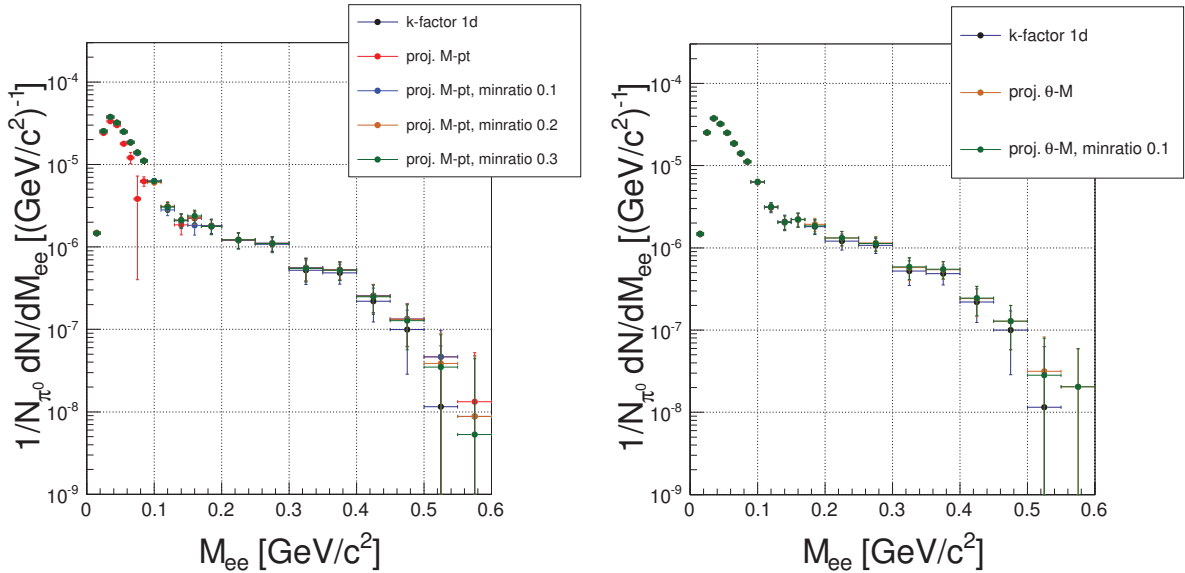 k-factor 1d
proj. M-pt
proj. M-pt, minratio 0.1
proj. M-pt, minratio 0.2
proj. M-pt, minratio 0.3
1/N_π⁰ dN/dM_ee [(GeV/c²)⁻¹]
10⁻⁴
10⁻⁵
10⁻⁶
10⁻⁷
10⁻⁸
10⁻⁹
0 0.1 0.2 0.3 0.4 0.5 0.6
M_ee [GeV/c²]
k-factor 1d
proj. θ-M
proj. θ-M, minratio 0.1
1/N_π⁰ dN/dM_ee [(GeV/c²)⁻¹]
10⁻⁴
10⁻⁵
10⁻⁶
10⁻⁷
10⁻⁸
10⁻⁹
0 0.1 0.2 0.3 0.4 0.5 0.6
M_ee [GeV/c²]